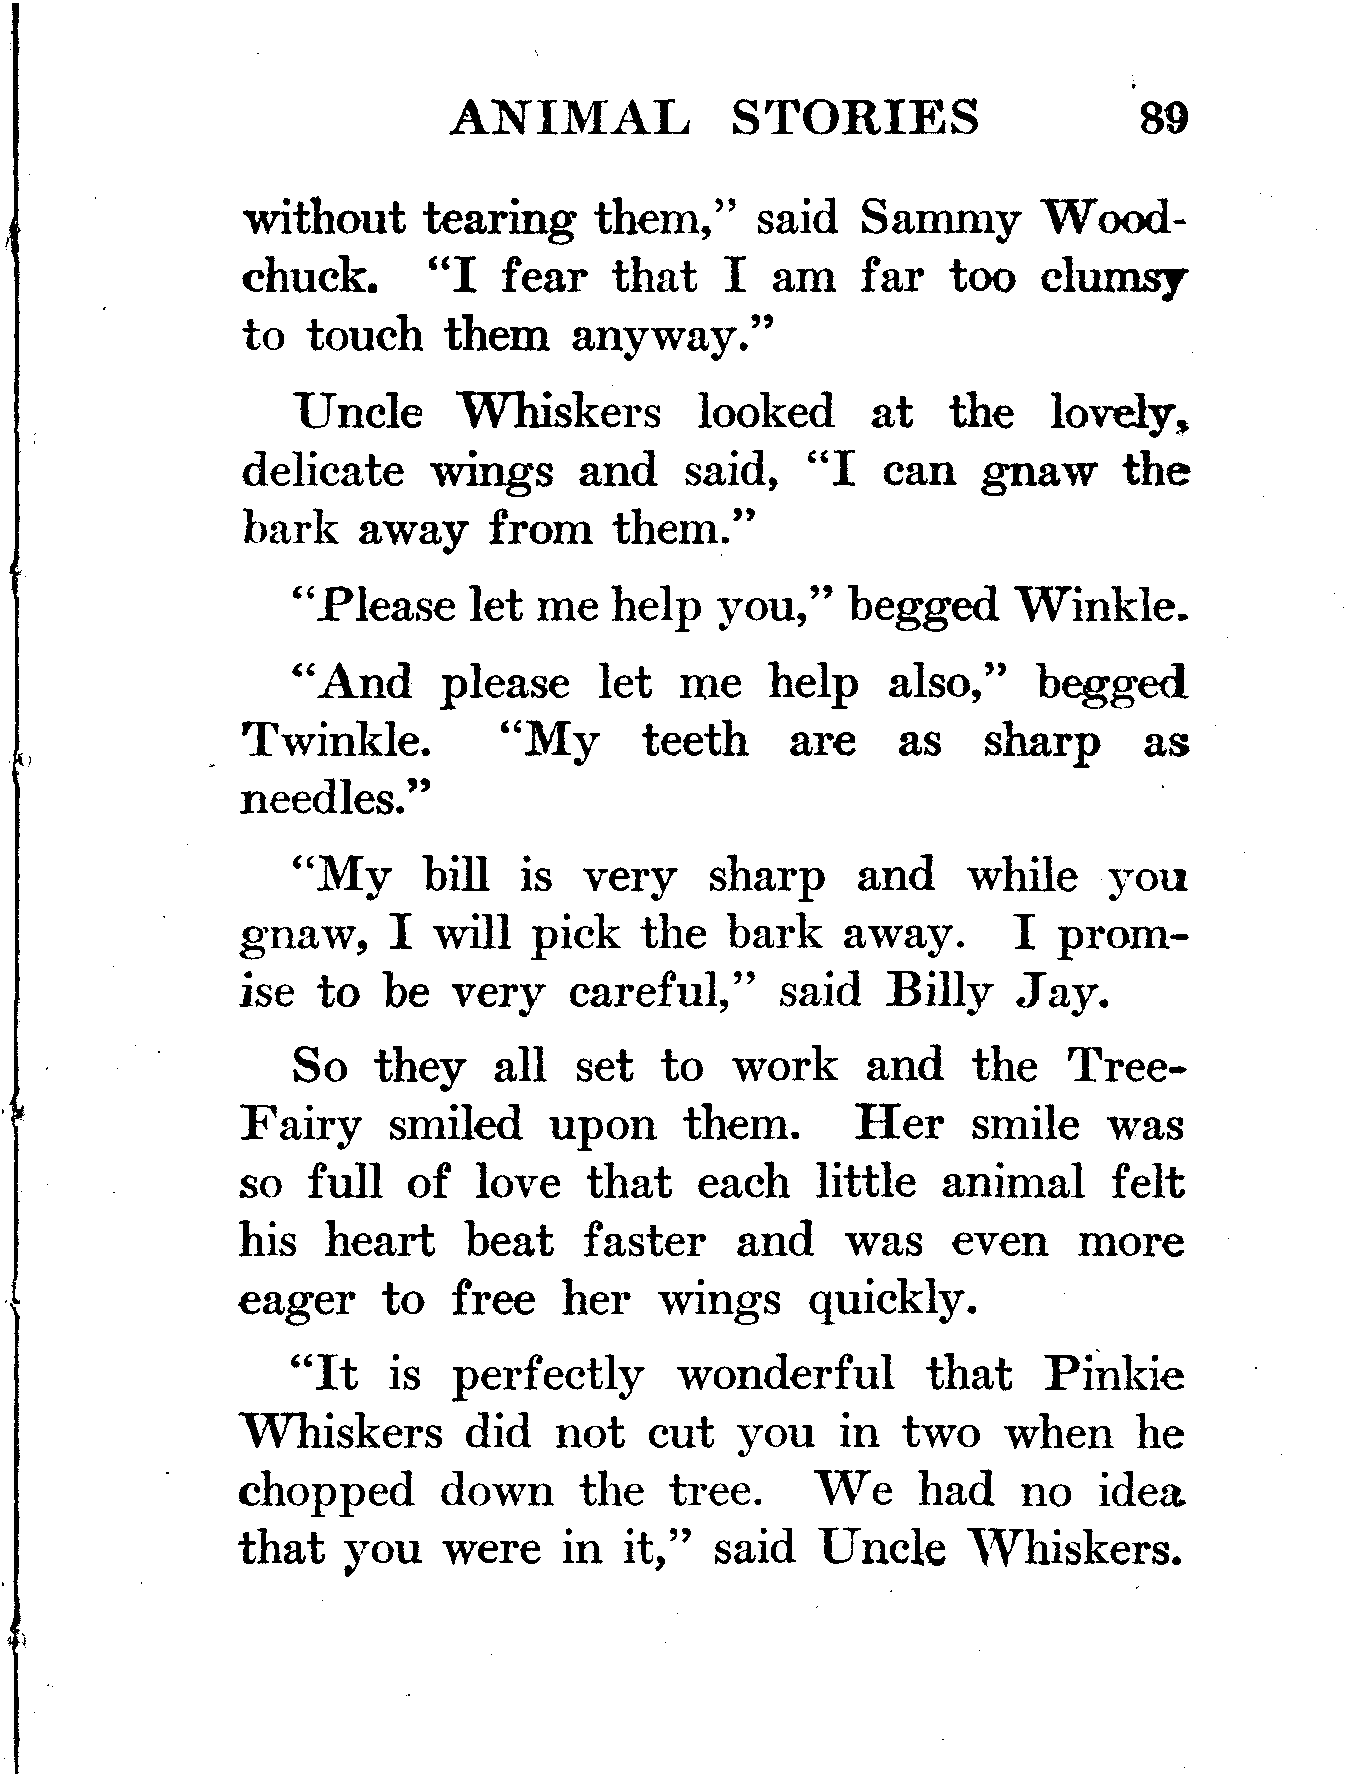 ANIMAL STORIES 89
without tearing them,” said Sammy Wood-
chuck. “I fear that I am far too clumsy
to touch them anyway.”
Uncle Whiskers looked at the lovely,
delicate wings and said, “I can gnaw the
bark away from them.”
“Please let me help you,” begged Winkle.
“And please let me help also,” begged
Twinkle. “My teeth are as sharp as
needles.”
“My bill is very sharp and while you
gnaw, I will pick the bark away. I prom-
ise to be very careful,” said Billy Jay.
So they all set to work and the Tree-
Fairy smiled upon them. Her smile was
so full of love that each little animal felt
his heart beat faster and was even more
eager to free her wings quickly.
“It is perfectly wonderful that Pinkie
Whiskers did not cut you in two when he
chopped down the tree. We had no idea
that you were in it,” said Uncle Whiskers.